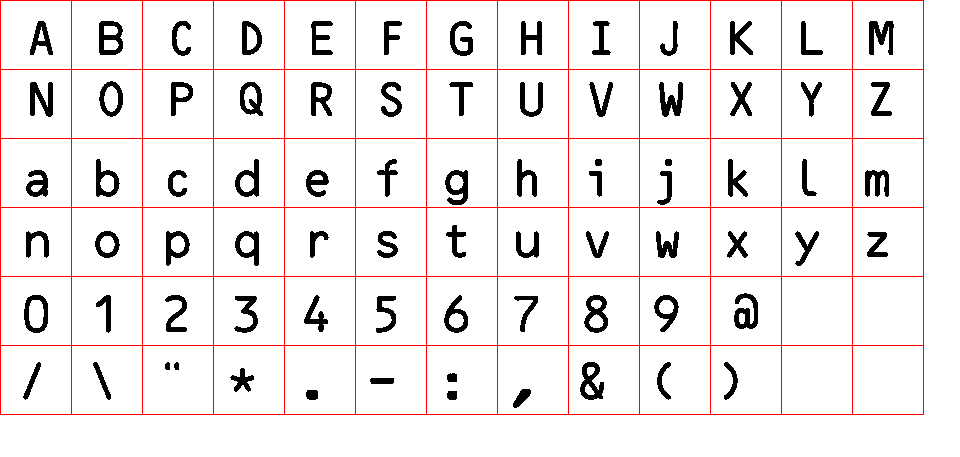 A B C D E F G H I J K L M
N O P Q R S T U V W X Y Z
a b c d e f g h i j k l m
n o p q r s t u v w x y z
0 1 2 3 4 5 6 7 8 9 @
/ \ " * . - : , & ( )